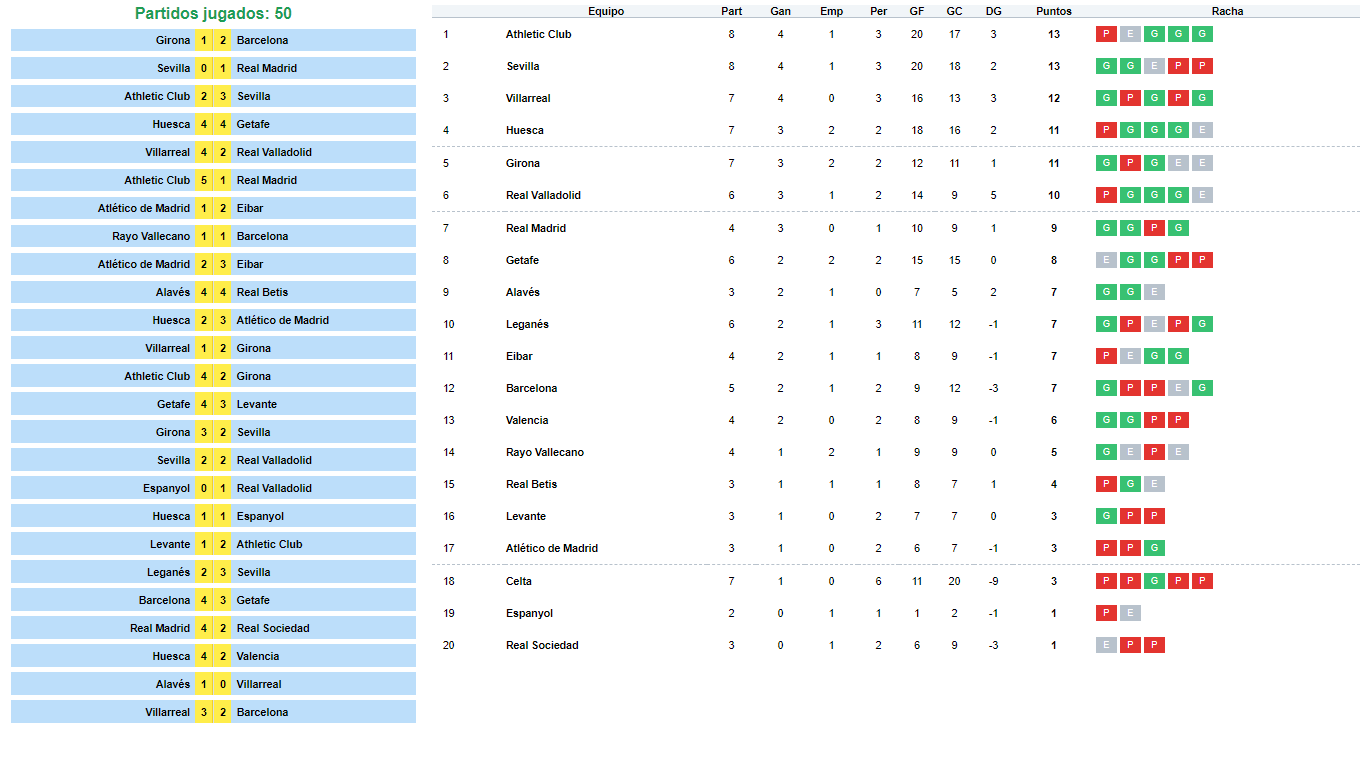 Partidos jugados: 50
Girona 1 2 Barcelona
Sevilla 0 1 Real Madrid
Athletic Club 2 3 Sevilla
Huesca 4 4 Getafe
Villarreal 4 2 Real Valladolid
Athletic Club 5 1 Real Madrid
Atlético de Madrid 1 2 Eibar
Rayo Vallecano 1 1 Barcelona
Atlético de Madrid 2 3 Eibar
Alavés 4 4 Real Betis
Huesca 2 3 Atlético de Madrid
Villarreal 1 2 Girona
Athletic Club 4 2 Girona
Getafe 4 3 Levante
Girona 3 2 Sevilla
Sevilla 2 2 Real Valladolid
Espanyol 0 1 Real Valladolid
Huesca 1 1 Espanyol
Levante 1 2 Athletic Club
Leganés 2 3 Sevilla
Barcelona 4 3 Getafe
Real Madrid 4 2 Real Sociedad
Huesca 4 2 Valencia
Alavés 1 0 Villarreal
Villarreal 3 2 Barcelona
Equipo Part Gan Emp Per GF GC DG Puntos Racha
1 Athletic Club 8 4 1 3 20 17 3 13 P E G G G
2 Sevilla 8 4 1 3 20 18 2 13 G G E P P
3 Villarreal 7 4 0 3 16 13 3 12 G P G P G
4 Huesca 7 3 2 2 18 16 2 11 P G G G E
5 Girona 7 3 2 2 12 11 1 11 G P G E E
6 Real Valladolid 6 3 1 2 14 9 5 10 P G G G E
7 Real Madrid 4 3 0 1 10 9 1 9 G G P G
8 Getafe 6 2 2 2 15 15 0 8 E G G P P
9 Alavés 3 2 1 0 7 5 2 7 G G E
10 Leganés 6 2 1 3 11 12 -1 7 G P E P G
11 Eibar 4 2 1 1 8 9 -1 7 P E G G
12 Barcelona 5 2 1 2 9 12 -3 7 G P P E G
13 Valencia 4 2 0 2 8 9 -1 6 G G P P
14 Rayo Vallecano 4 1 2 1 9 9 0 5 G E P E
15 Real Betis 3 1 1 1 8 7 1 4 P G E
16 Levante 3 1 0 2 7 7 0 3 G P P
17 Atlético de Madrid 3 1 0 2 6 7 -1 3 P P G
18 Celta 7 1 0 6 11 20 -9 3 P P G P P
19 Espanyol 2 0 1 1 1 2 -1 1 P E
20 Real Sociedad 3 0 1 2 6 9 -3 1 E P P